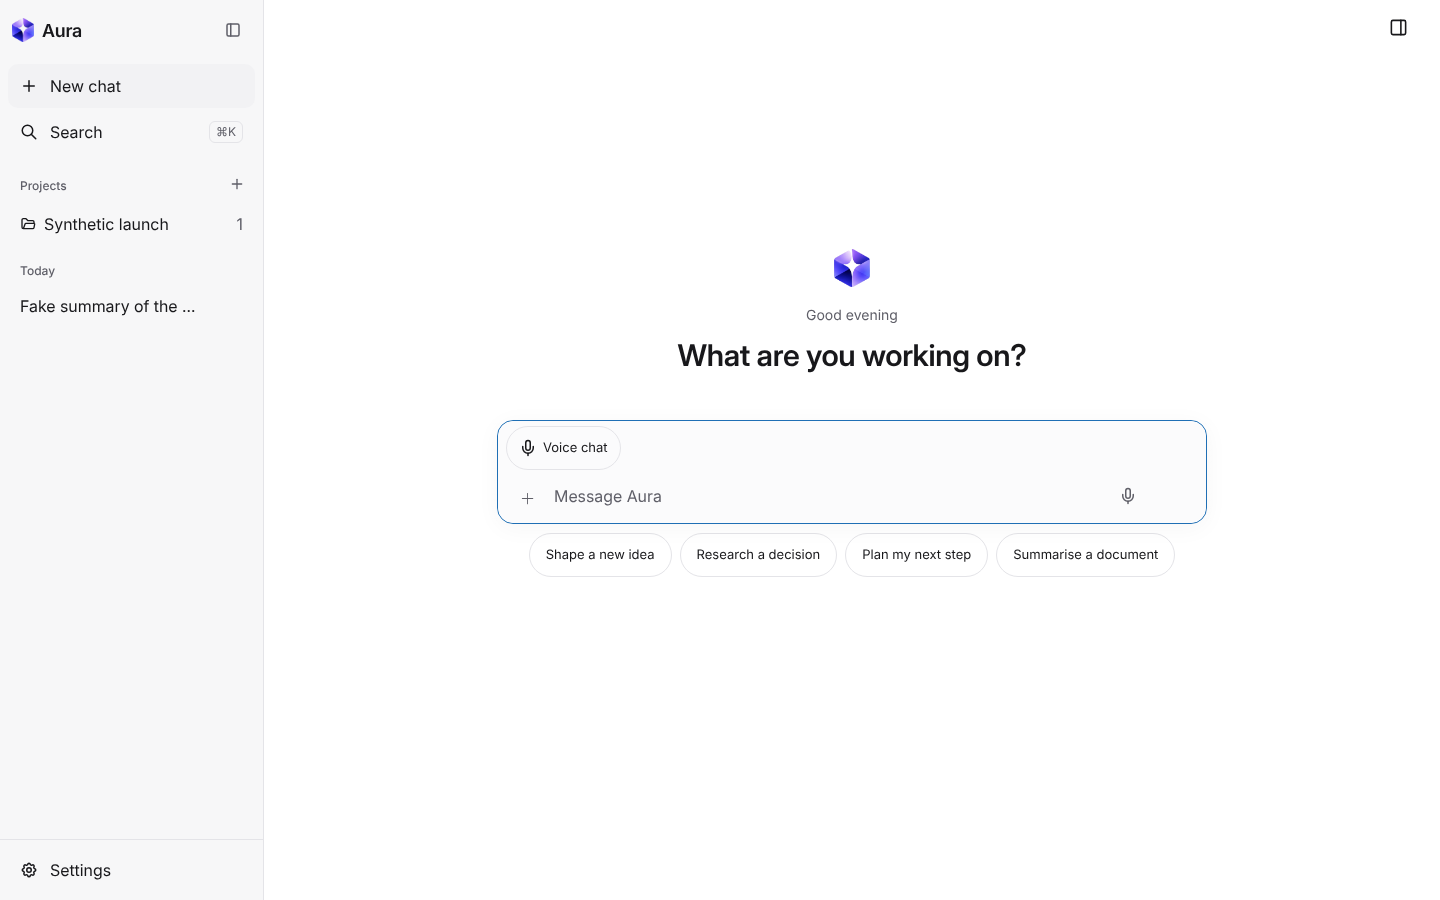 Aura
New chat
Search ⌘K
Projects
Synthetic launch 1
Today
Fake summary of the ...
Settings
Good evening
What are you working on?
Voice chat
Message Aura
Shape a new idea
Research a decision
Plan my next step
Summarise a document